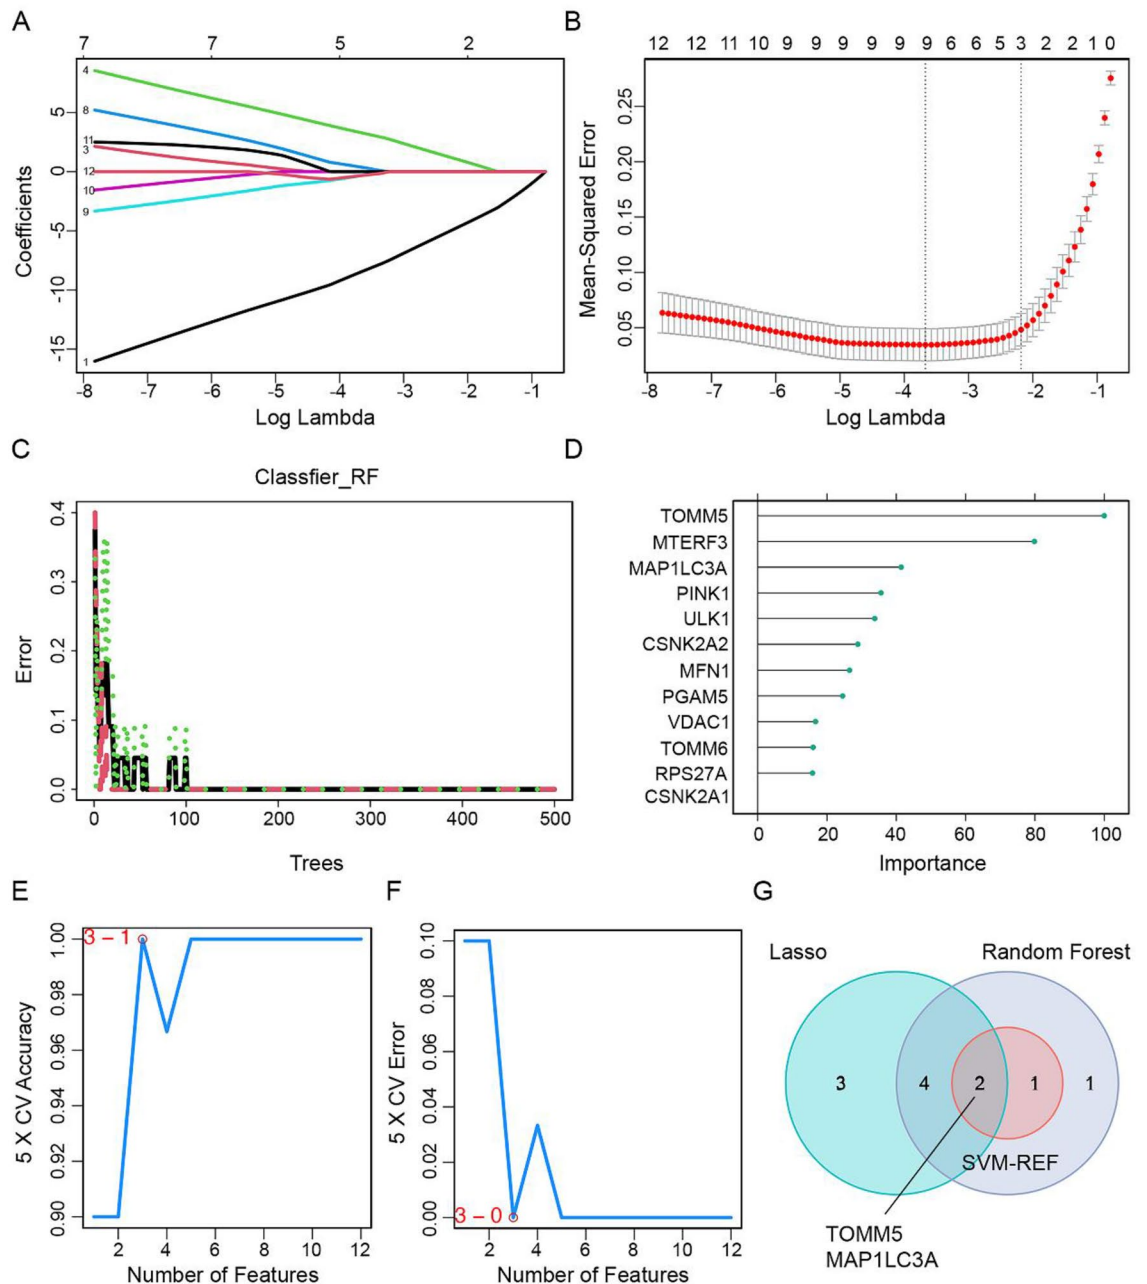 A
7 7 5 2
4
8
11
3
12
10
9
1
5
0
-5
-10
-15
Coefficients
-8 -7 -6 -5 -4 -3 -2 -1
Log Lambda
B
12 12 11 10 9 9 9 9 9 6 6 5 3 2 2 1 0
0.25
0.20
0.15
0.10
0.05
Mean-Squared Error
-8 -7 -6 -5 -4 -3 -2 -1
Log Lambda
C
Classfier_RF
0.4
0.3
0.2
0.1
0.0
Error
0 100 200 300 400 500
Trees
D
TOMM5
MTERF3
MAP1LC3A
PINK1
ULK1
CSNK2A2
MFN1
PGAM5
VDAC1
TOMM6
RPS27A
CSNK2A1
0 20 40 60 80 100
Importance
E
1.00
0.98
0.96
0.94
0.92
0.90
5 X CV Accuracy
3 – 1
2 4 6 8 10 12
Number of Features
F
0.10
0.08
0.06
0.04
0.02
0.00
5 X CV Error
3 – 0
2 4 6 8 10 12
Number of Features
G
Lasso Random Forest
3 4 2 1 1
SVM-REF
TOMM5
MAP1LC3A